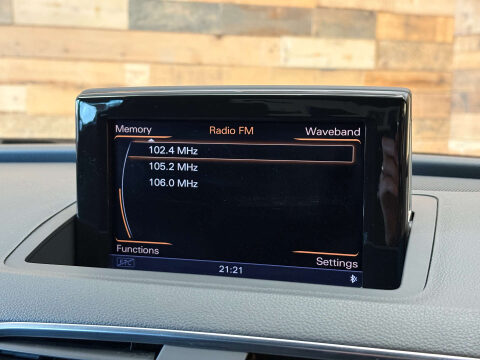 Memory Radio FM Waveband
102.4 MHz
105.2 MHz
106.0 MHz
Functions Settings
21:21